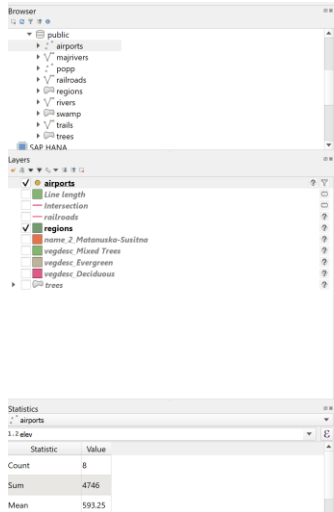 Browser
public
airports
majrivers
popp
railroads
regions
rivers
swamp
trails
trees
SAP HANA
Layers
airports
Line length
Intersection
railroads
regions
name_2_Matanuska-Susitna
vegdesc_Mixed Trees
vegdesc_Evergreen
vegdesc_Deciduous
trees
Statistics
airports
1.2 elev
Statistic Value
Count 8
Sum 4746
Mean 593.25